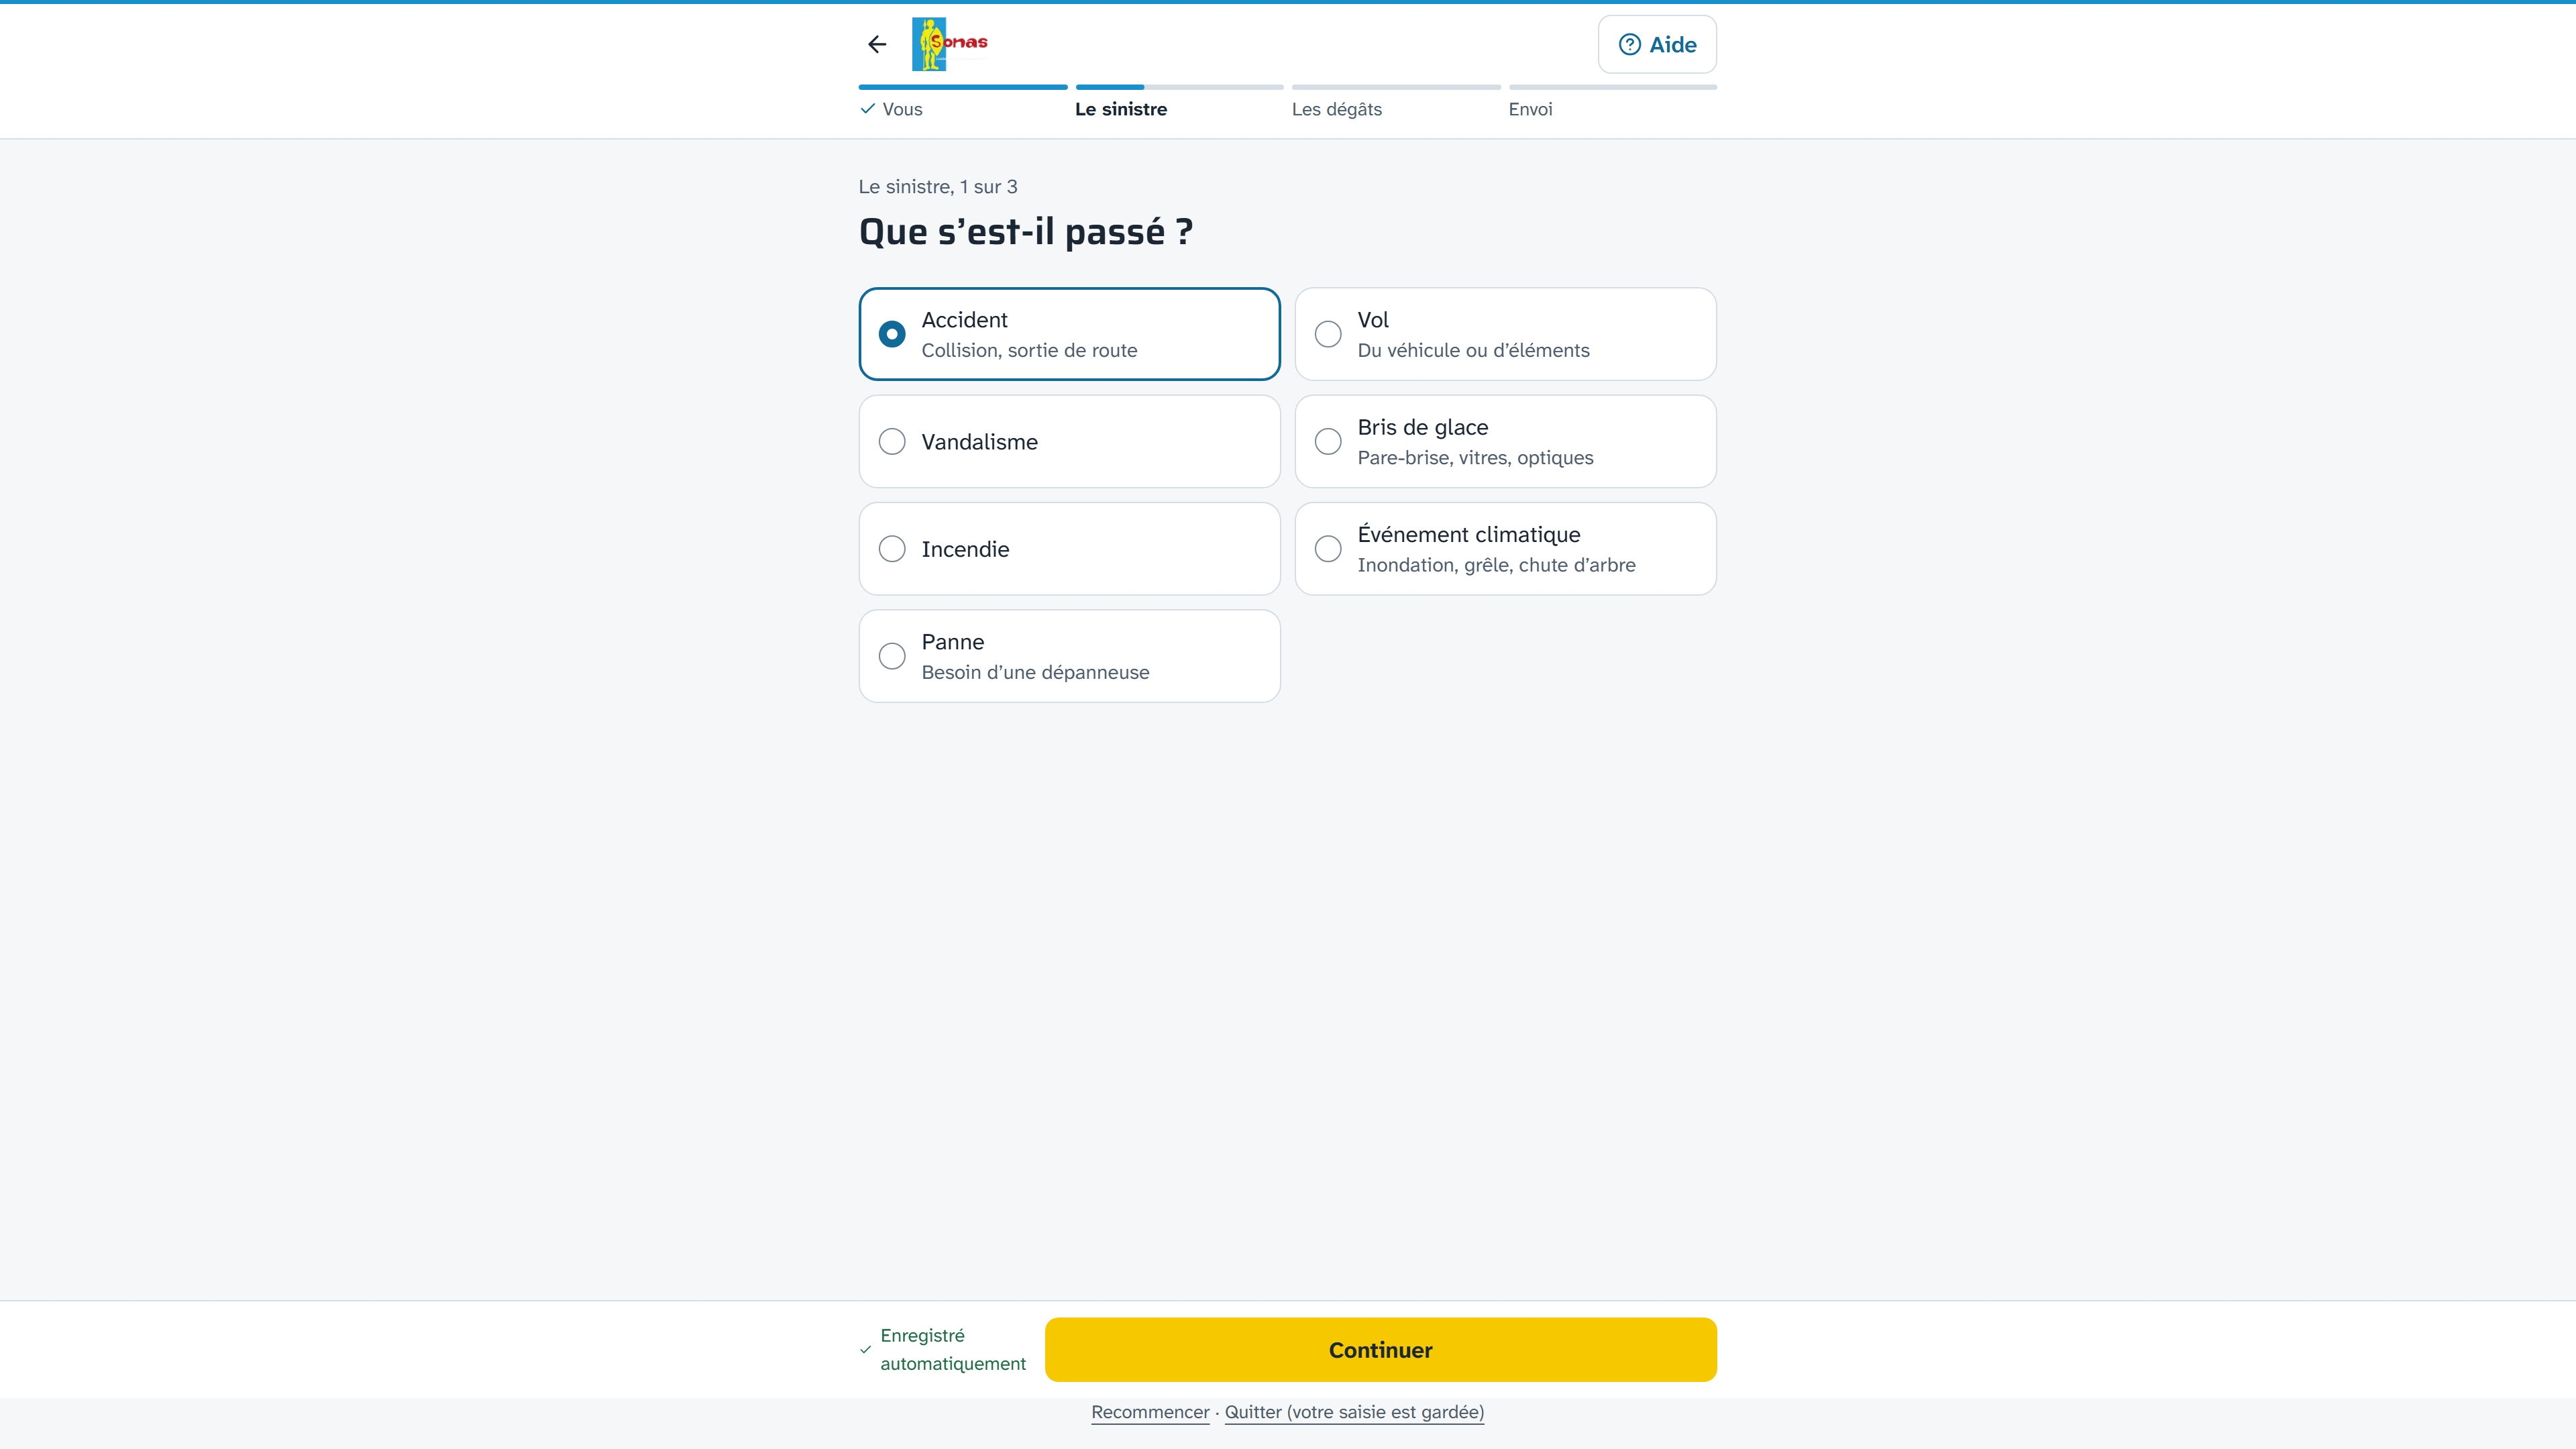 Sonas
Aide
Vous
Le sinistre
Les dégâts
Envoi
Le sinistre, 1 sur 3
Que s’est-il passé ?
Accident
Collision, sortie de route
Vol
Du véhicule ou d’éléments
Vandalisme
Bris de glace
Pare-brise, vitres, optiques
Incendie
Événement climatique
Inondation, grêle, chute d’arbre
Panne
Besoin d’une dépanneuse
Enregistré
automatiquement
Continuer
Recommencer · Quitter (votre saisie est gardée)